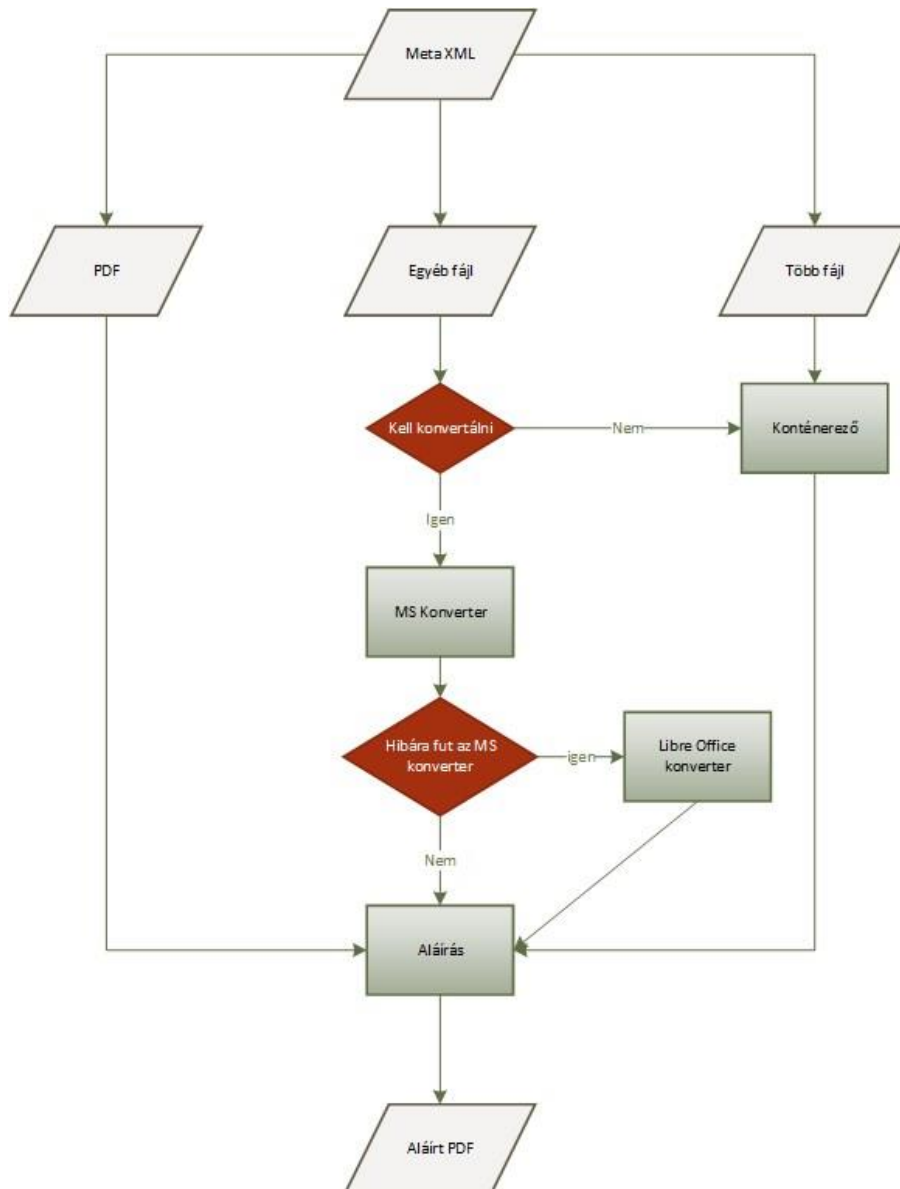 Meta XML
PDF
Egyéb fájl
Több fájl
Kell konvertálni
Nem
Konténerező
Igen
MS Konverter
Hibára fut az MS
konverter
igen
Libre Office
konverter
Nem
Aláírás
Aláírt PDF